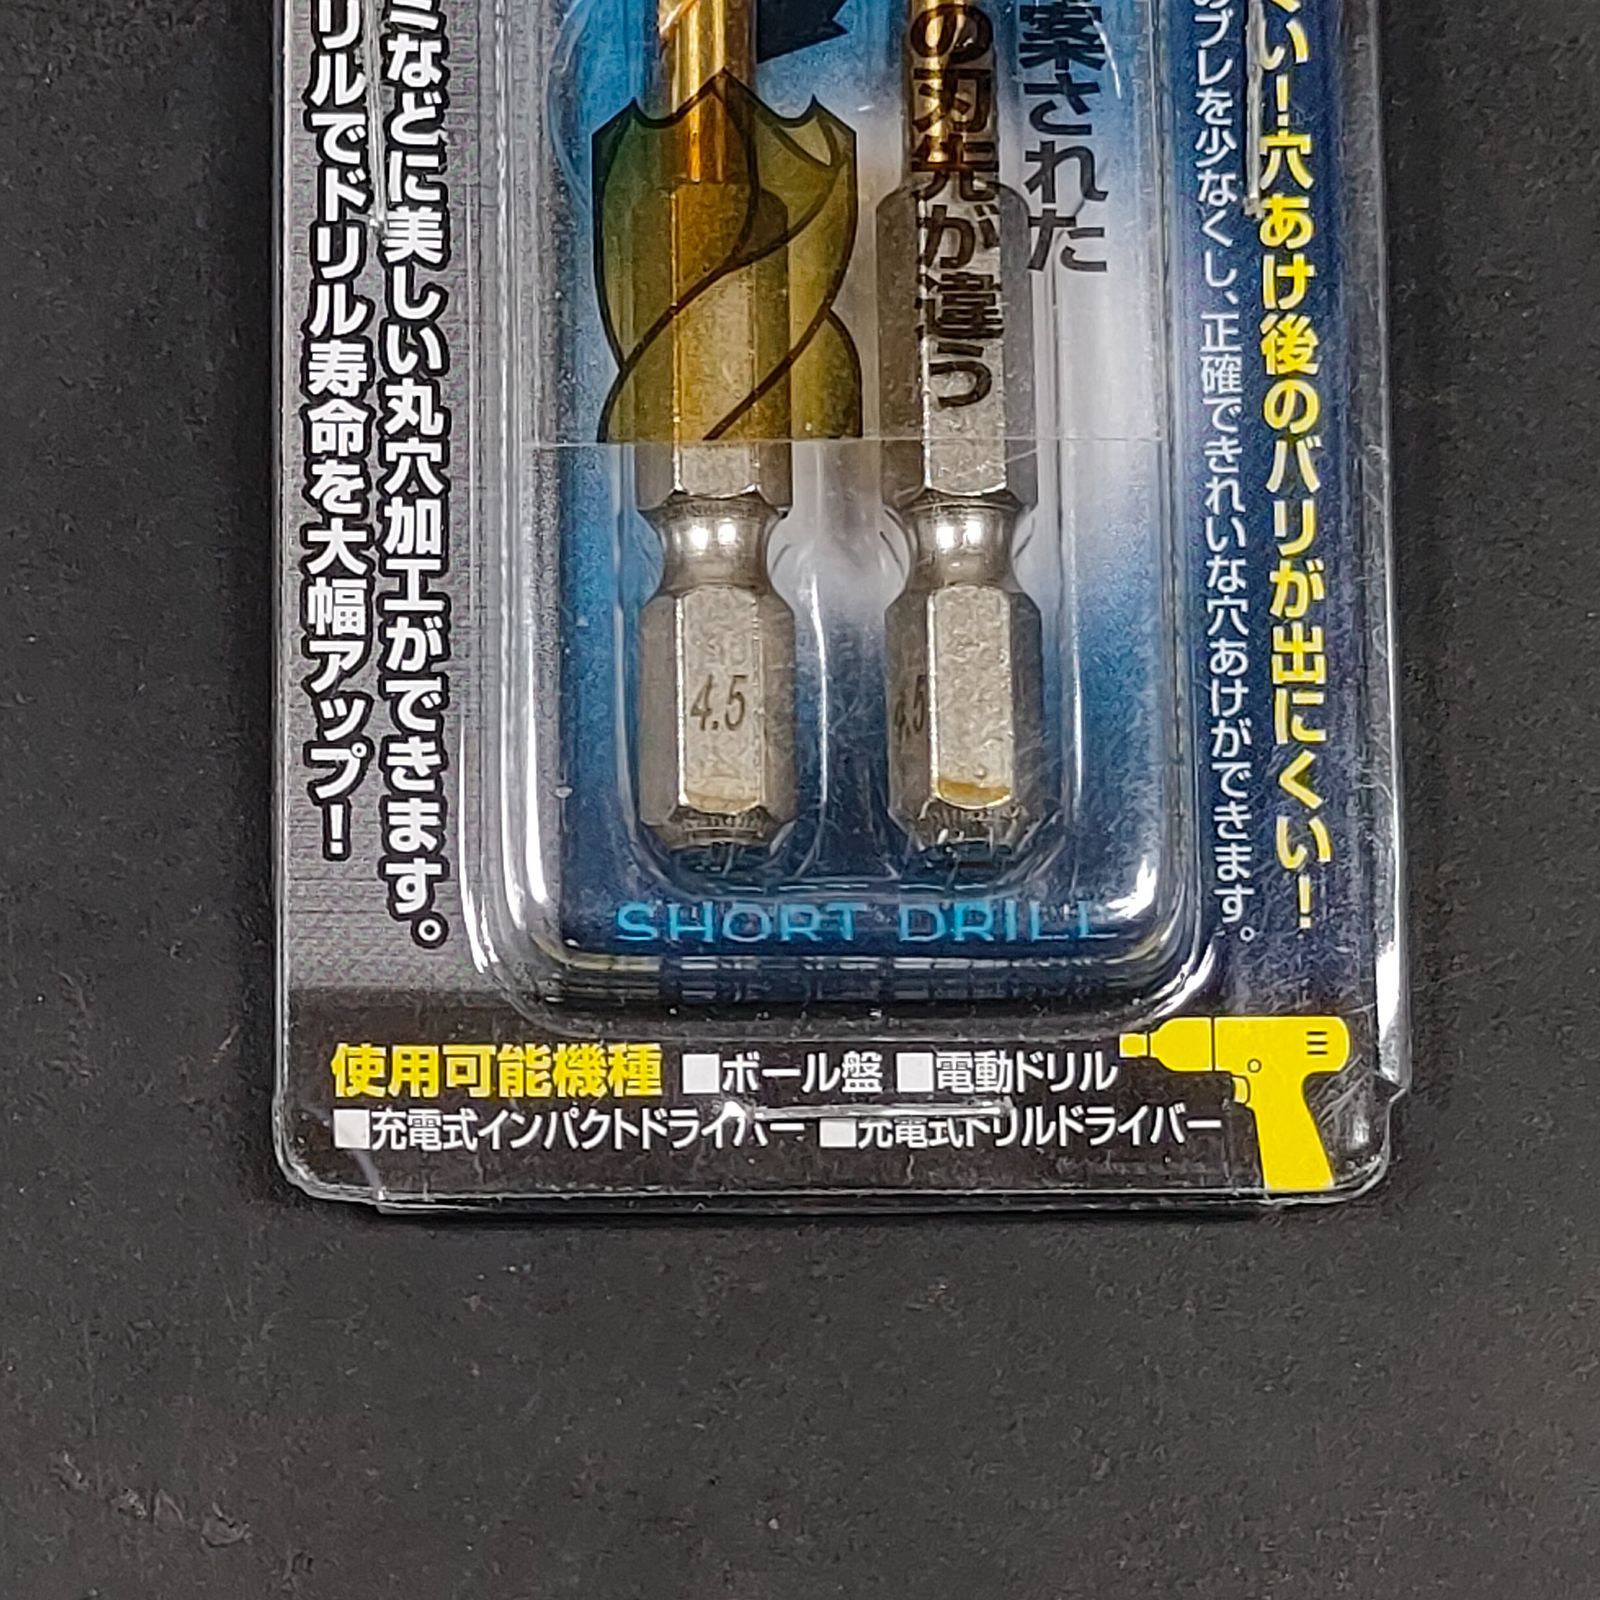 い！穴あけ後のバリが出にくい！
のブレを少なくし、正確できれいな穴あけができます。
案された
の刃先が違う
ミなどに美しい丸穴加工ができます。
リルでドリル寿命を大幅アップ！
4.5
4.5
SHORT DRILL
使用可能機種 ■ボール盤 ■電動ドリル
■充電式インパクトドライバー ■充電式ドリルドライバー